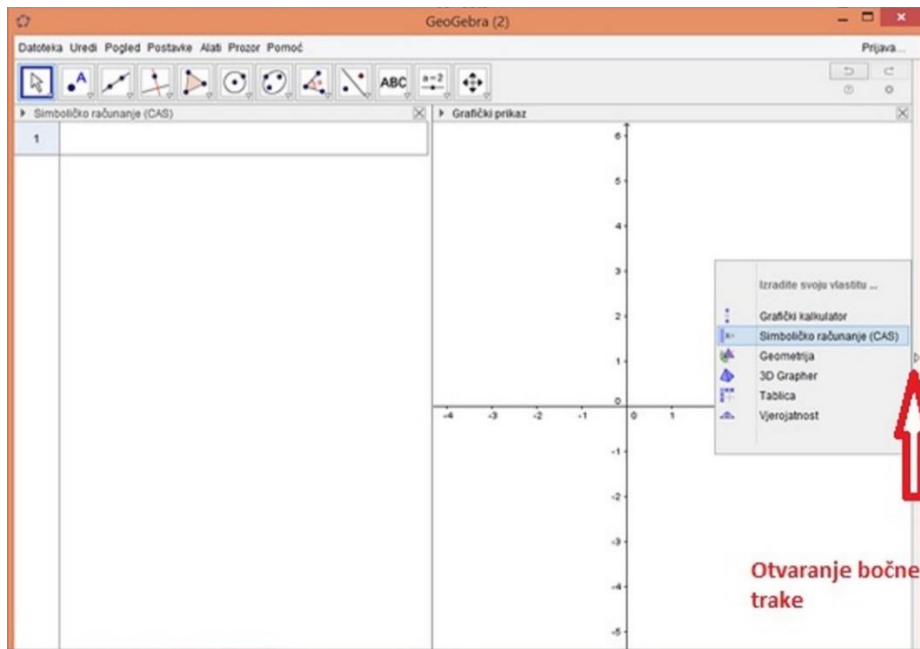 GeoGebra (2)
Datoteka Uredi Pogled Postavke Alati Prozor Pomoć
Prijava...
A ABC a=2
Simboličko računanje (CAS)
Grafički prikaz
1
6
5
4
3
2
1
0
-4 -3 -2 -1 0 1
-1
-2
-3
-4
-5
Izradite svoju vlastitu ...
Grafički kalkulator
x= Simboličko računanje (CAS)
Geometrija
3D Grapher
Tablica
Vjerojatnost
Otvaranje bočne
trake